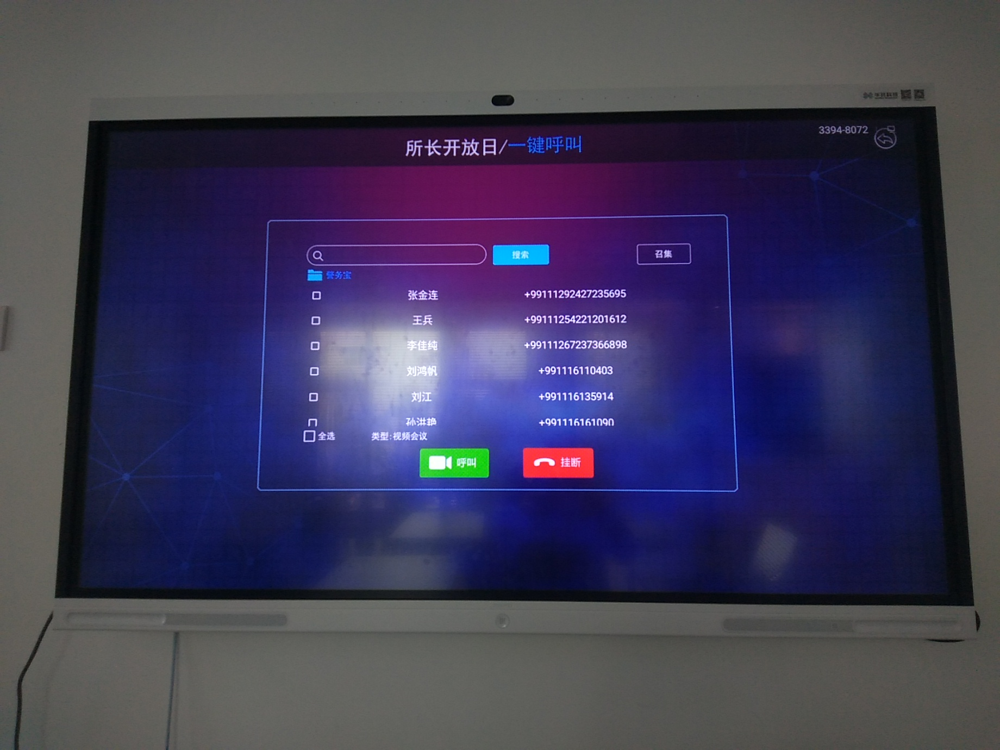 3394-8072
所长开放日/一键呼叫
搜索
召集
警务宝
张金连 +99111292427235695
王兵 +99111254221201612
李佳纯 +99111267237366898
刘鸿帆 +991116110403
刘江 +991116135914
孙洪艳 +991116161090
全选 类型:视频会议
呼叫 挂断